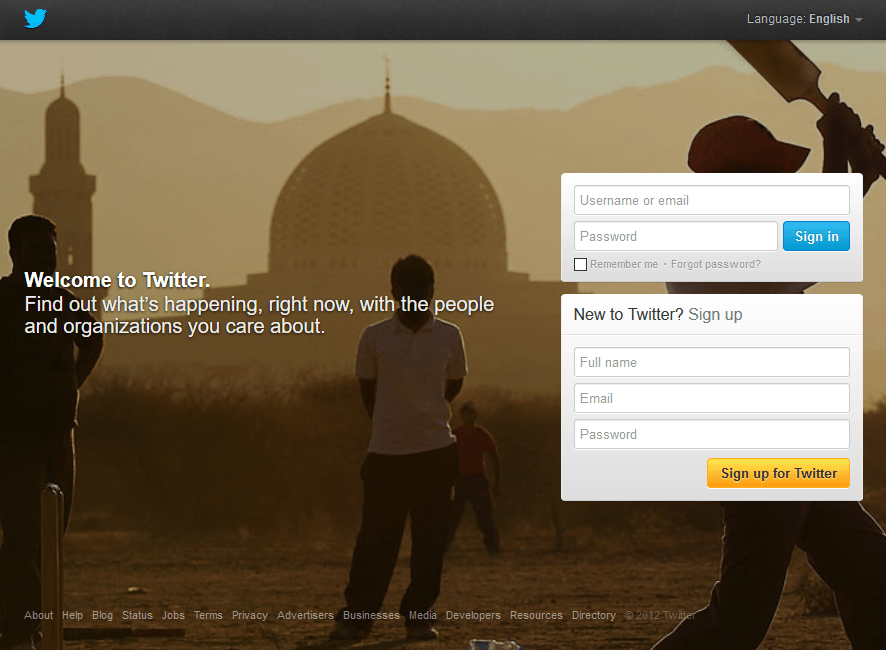 Language: English
Welcome to Twitter.
Find out what's happening, right now, with the people
and organizations you care about.
Username or email
Password
Sign in
Remember me · Forgot password?
New to Twitter? Sign up
Full name
Email
Password
Sign up for Twitter
About Help Blog Status Jobs Terms Privacy Advertisers Businesses Media Developers Resources Directory © 2012 Twitter